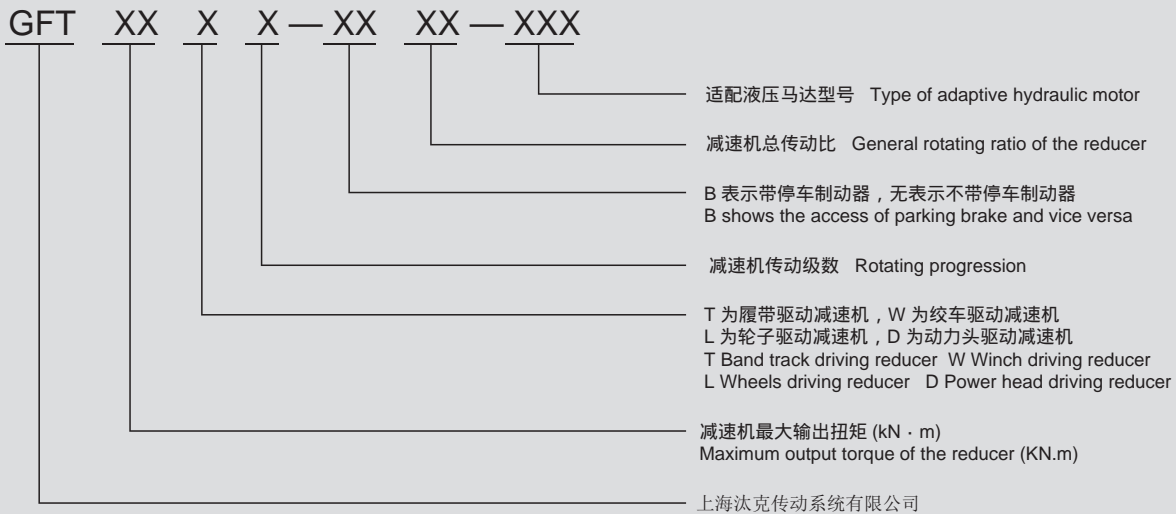 GFT XX X X — XX XX — XXX
适配液压马达型号 Type of adaptive hydraulic motor
减速机总传动比 General rotating ratio of the reducer
B 表示带停车制动器，无表示不带停车制动器
B shows the access of parking brake and vice versa
减速机传动级数 Rotating progression
T 为履带驱动减速机，W 为绞车驱动减速机
L 为轮子驱动减速机，D 为动力头驱动减速机
T Band track driving reducer W Winch driving reducer
L Wheels driving reducer D Power head driving reducer
减速机最大输出扭矩 (kN · m)
Maximum output torque of the reducer (KN.m)
上海汰克传动系统有限公司